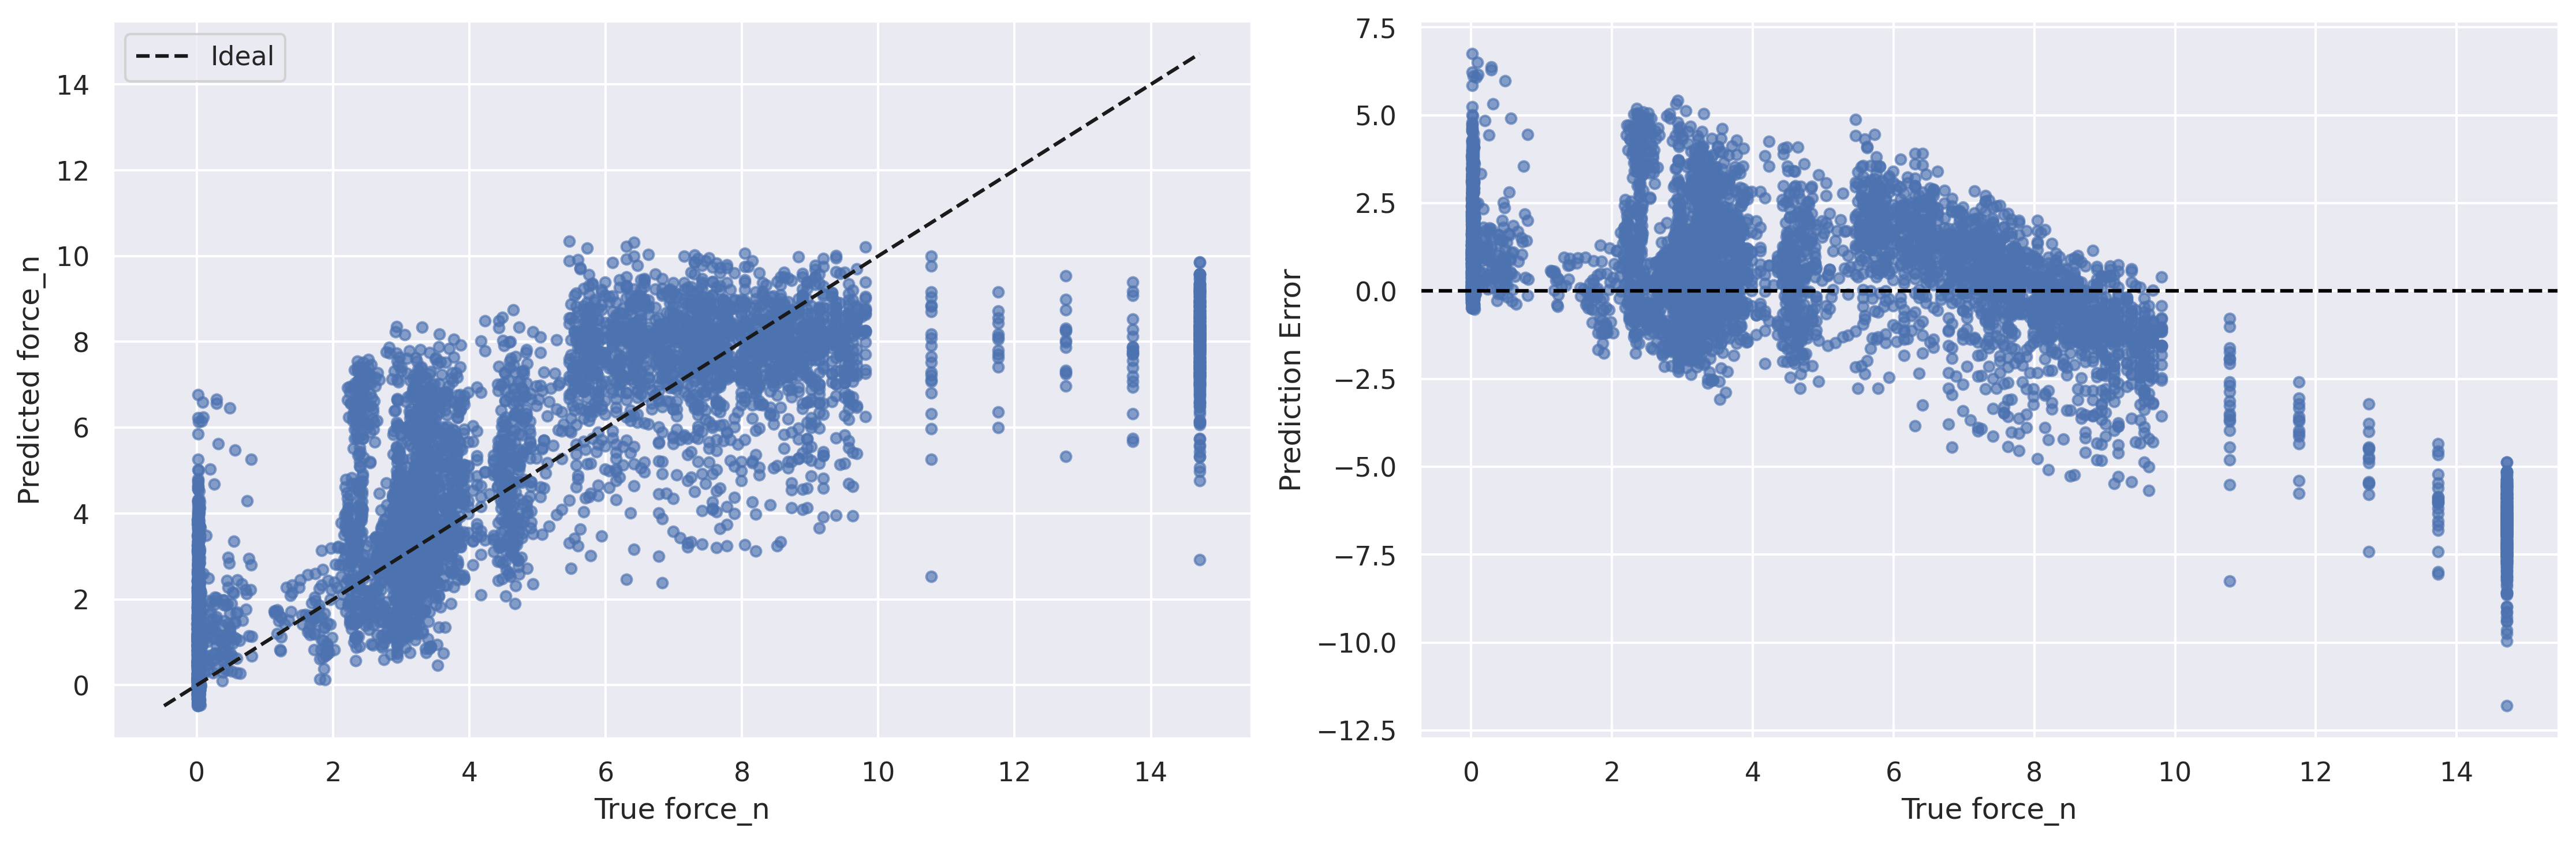 Ideal
Predicted force_n
14
12
10
8
6
4
2
0
0 2 4 6 8 10 12 14
True force_n
Prediction Error
7.5
5.0
2.5
0.0
−2.5
−5.0
−7.5
−10.0
−12.5
0 2 4 6 8 10 12 14
True force_n